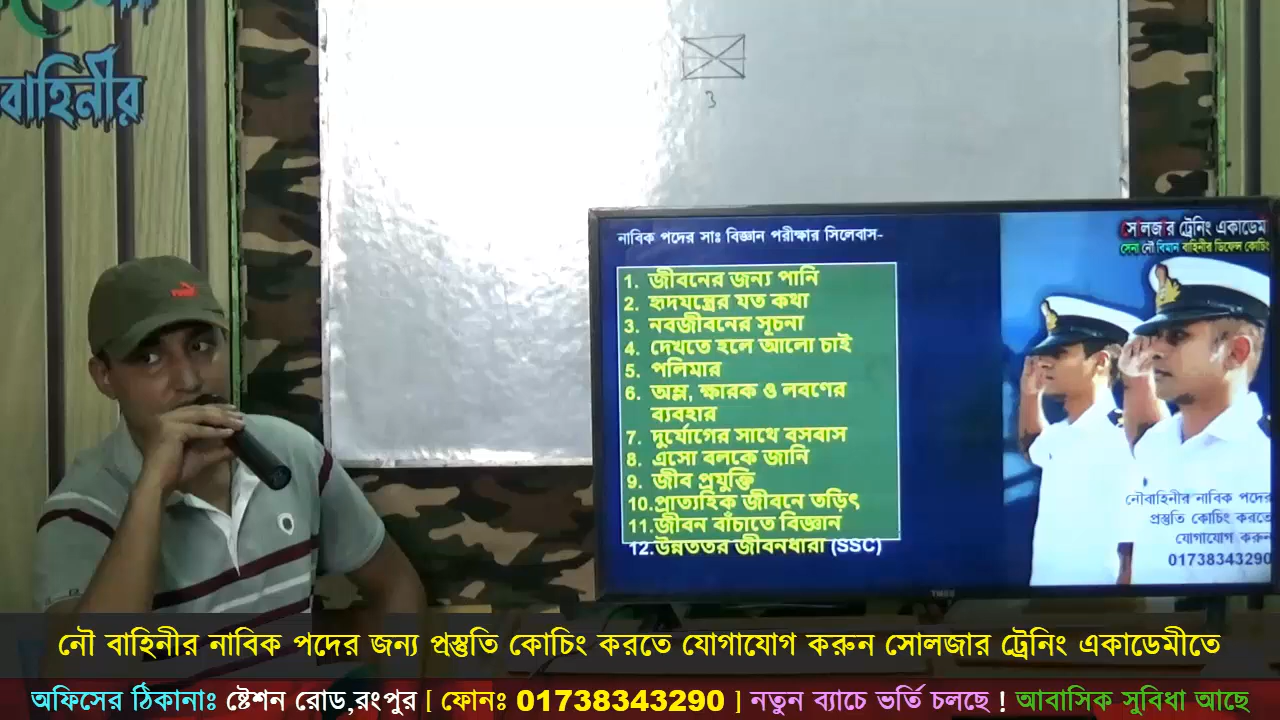 বাহিনীর
3
নাবিক পদের সাঃ বিজ্ঞান পরীক্ষার সিলেবাস-
1. জীবনের জন্য পানি
2. হৃদযন্ত্রের যত কথা
3. নবজীবনের সূচনা
4. দেখতে হলে আলো চাই
5. পলিমার
6. অম্ল, ক্ষারক ও লবণের
ব্যবহার
7. দুর্যোগের সাথে বসবাস
8. এসো বলকে জানি
9. জীব প্রযুক্তি
10.প্রাত্যহিক জীবনে তড়িৎ
11.জীবন বাঁচাতে বিজ্ঞান
12.উন্নততর জীবনধারা (SSC)
সোলজার ট্রেনিং একাডেমি
সেনা নৌ বিমান বাহিনীর ডিফেন্স কোচিং
নৌবাহিনীর নাবিক পদের
প্রস্তুতি কোচিং করতে
যোগাযোগ করুন
01738343290
নৌ বাহিনীর নাবিক পদের জন্য প্রস্তুতি কোচিং করতে যোগাযোগ করুন সোলজার ট্রেনিং একাডেমীতে
অফিসের ঠিকানাঃ ষ্টেশন রোড,রংপুর [ ফোনঃ 01738343290 ] নতুন ব্যাচে ভর্তি চলছে ! আবাসিক সুবিধা আছে